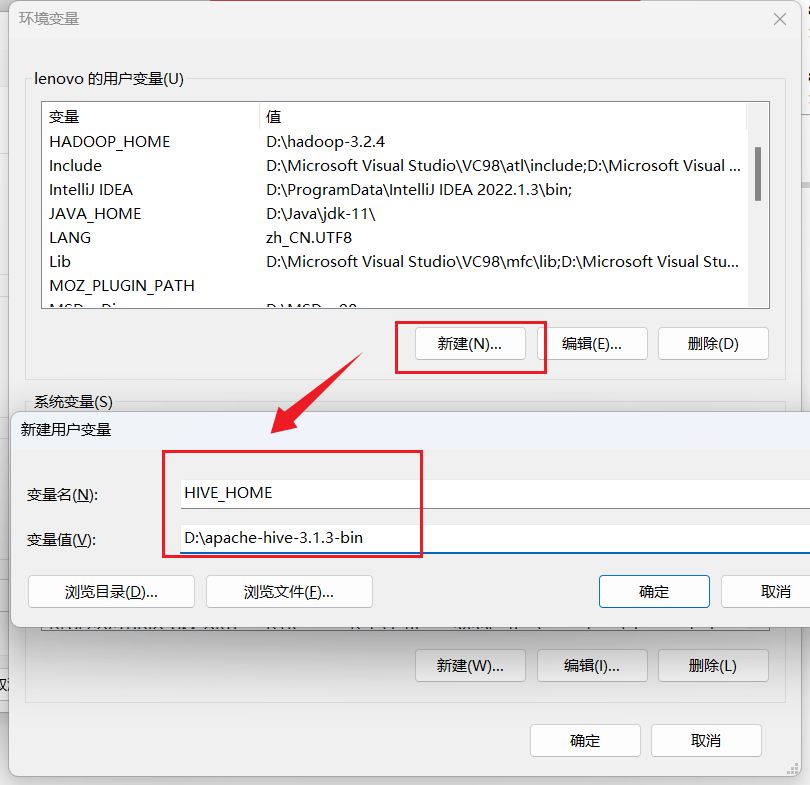 环境变量
lenovo 的用户变量(U)
变量 值
HADOOP_HOME D:\hadoop-3.2.4
Include D:\Microsoft Visual Studio\VC98\atl\include;D:\Microsoft Visual ...
IntelliJ IDEA D:\ProgramData\IntelliJ IDEA 2022.1.3\bin;
JAVA_HOME D:\Java\jdk-11\
LANG zh_CN.UTF8
Lib D:\Microsoft Visual Studio\VC98\mfc\lib;D:\Microsoft Visual Stu...
MOZ_PLUGIN_PATH
新建(N)... 编辑(E)... 删除(D)
系统变量(S)
新建用户变量
变量名(N): HIVE_HOME
变量值(V): D:\apache-hive-3.1.3-bin
浏览目录(D)... 浏览文件(F)... 确定 取消
新建(W)... 编辑(I)... 删除(L)
确定 取消